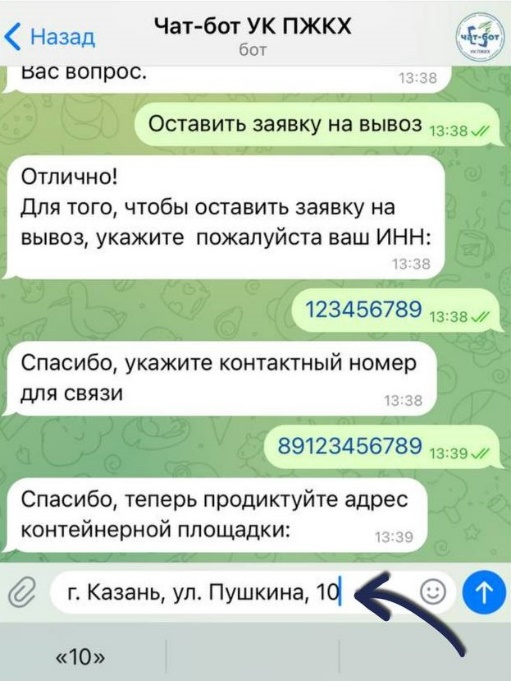 Назад
Чат-бот УК ПЖКХ
бот
чат-бот
УК ПЖКХ
Вас вопрос.
13:38
Оставить заявку на вывоз 13:38
Отлично!
Для того, чтобы оставить заявку на
вывоз, укажите  пожалуйста ваш ИНН:
13:38
123456789 13:38
Спасибо, укажите контактный номер
для связи
13:38
89123456789 13:39
Спасибо, теперь продиктуйте адрес
контейнерной площадки:
13:39
г. Казань, ул. Пушкина, 10
«10»